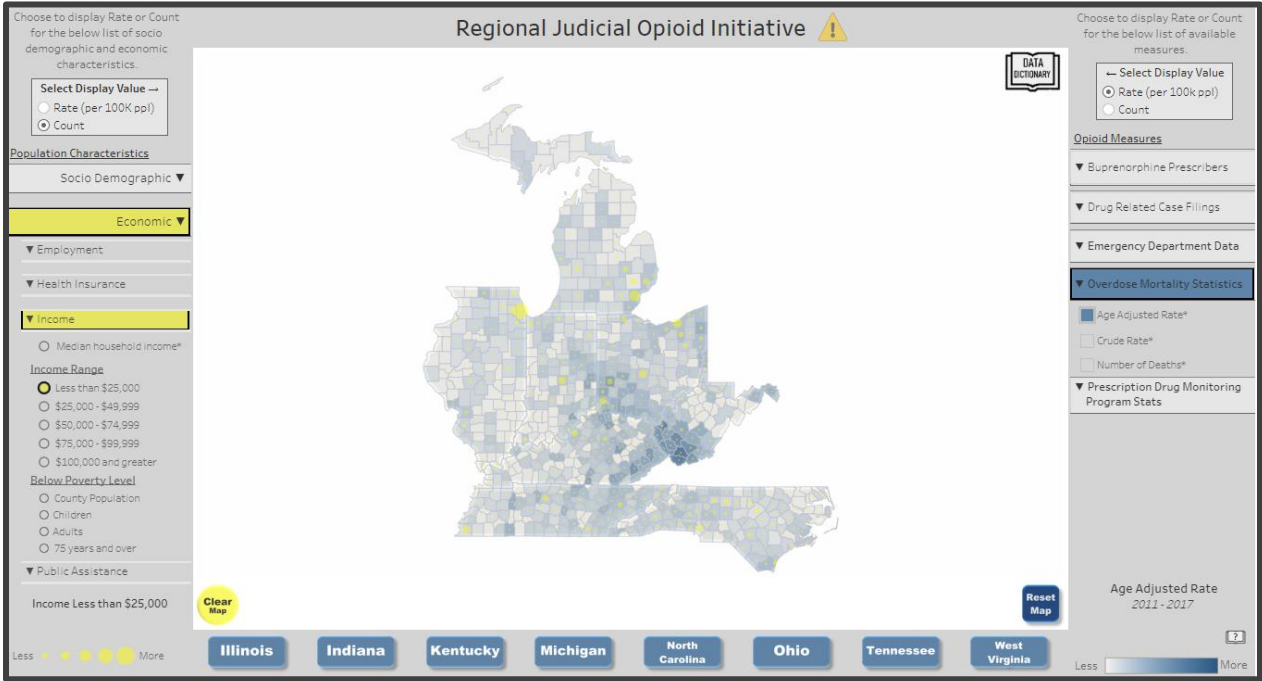 Regional Judicial Opioid Initiative
Choose to display Rate or Count
for the below list of socio
demographic and economic
characteristics.
Select Display Value →
Rate (per 100K ppl)
Count
Population Characteristics
Socio Demographic ▼
Economic ▼
▼ Employment
▼ Health Insurance
▼ Income
Median household income*
Income Range
Less than $25,000
$25,000 - $49,999
$50,000 - $74,999
$75,000 - $99,999
$100,000 and greater
Below Poverty Level
County Population
Children
Adults
75 years and over
▼ Public Assistance
Income Less than $25,000
Less
More
DATA
DICTIONARY
Clear
Map
Reset
Map
Illinois
Indiana
Kentucky
Michigan
North
Carolina
Ohio
Tennessee
West
Virginia
Choose to display Rate or Count
for the below list of available
measures.
← Select Display Value
Rate (per 100k ppl)
Count
Opioid Measures
▼ Buprenorphine Prescribers
▼ Drug Related Case Filings
▼ Emergency Department Data
▼ Overdose Mortality Statistics
Age Adjusted Rate*
Crude Rate*
Number of Deaths*
▼ Prescription Drug Monitoring
Program Stats
Age Adjusted Rate
2011 - 2017
?
Less
More